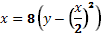 x = 8(y − (x/2)²)